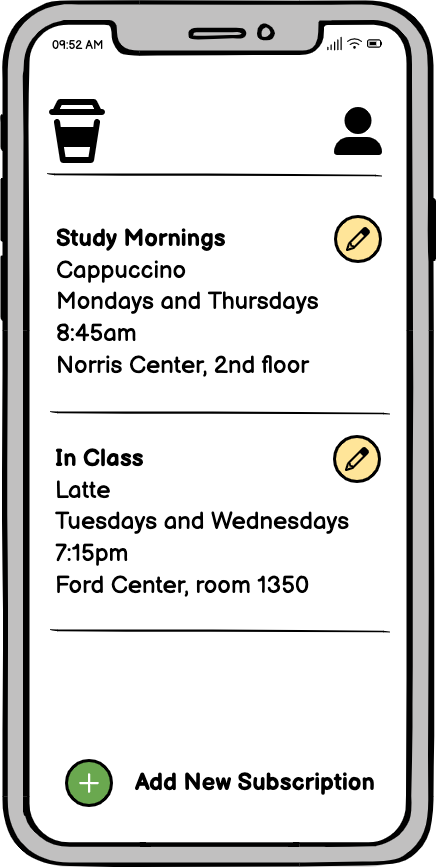 09:52 AM
Study Mornings
Cappuccino
Mondays and Thursdays
8:45am
Norris Center, 2nd floor
In Class
Latte
Tuesdays and Wednesdays
7:15pm
Ford Center, room 1350
Add New Subscription